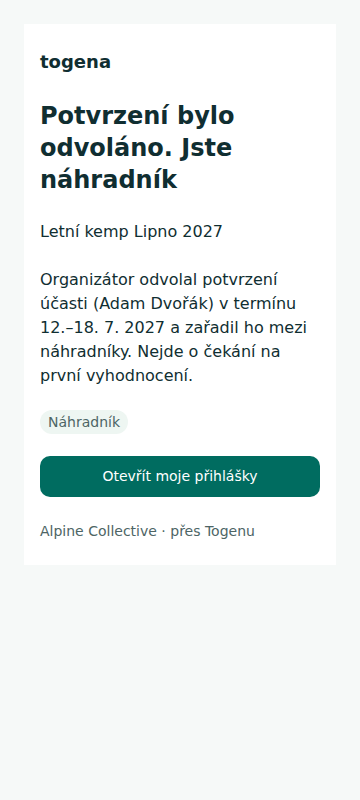 togena
Potvrzení bylo
odvoláno. Jste
náhradník
Letní kemp Lipno 2027
Organizátor odvolal potvrzení
účasti (Adam Dvořák) v termínu
12.–18. 7. 2027 a zařadil ho mezi
náhradníky. Nejde o čekání na
první vyhodnocení.
Náhradník
Otevřít moje přihlášky
Alpine Collective · přes Togenu